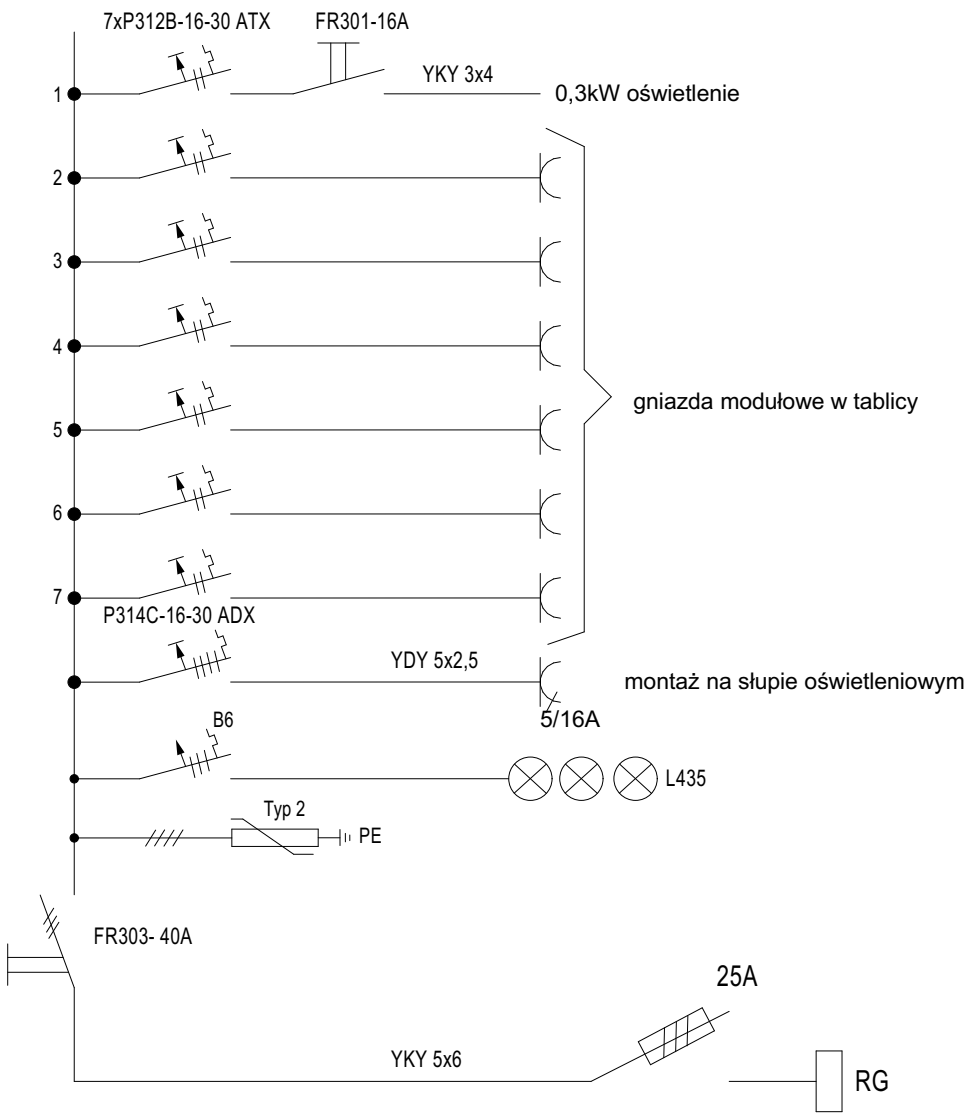 7xP312B-16-30 ATX
FR301-16A
YKY 3x4
1
0,3kW oświetlenie
2
3
4
gniazda modułowe w tablicy
5
6
7
P314C-16-30 ADX
YDY 5x2,5
montaż na słupie oświetleniowym
5/16A
B6
L435
Typ 2
PE
FR303- 40A
25A
YKY 5x6
RG